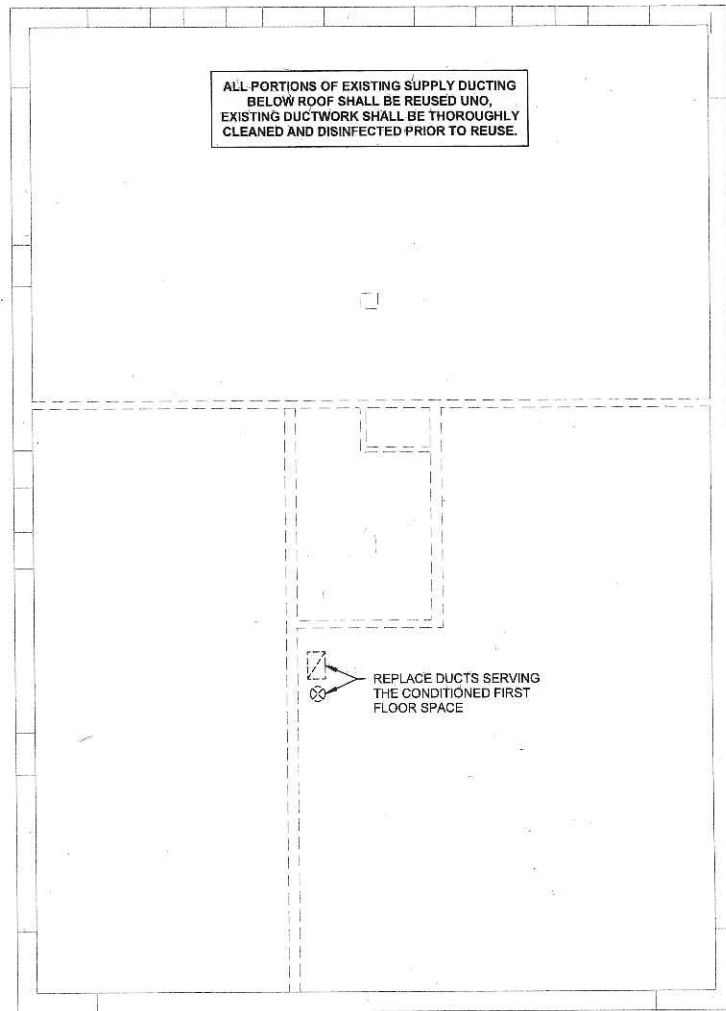 ALL PORTIONS OF EXISTING SUPPLY DUCTING
BELOW ROOF SHALL BE REUSED UNO,
EXISTING DUCTWORK SHALL BE THOROUGHLY
CLEANED AND DISINFECTED PRIOR TO REUSE.
REPLACE DUCTS SERVING
THE CONDITIONED FIRST
FLOOR SPACE